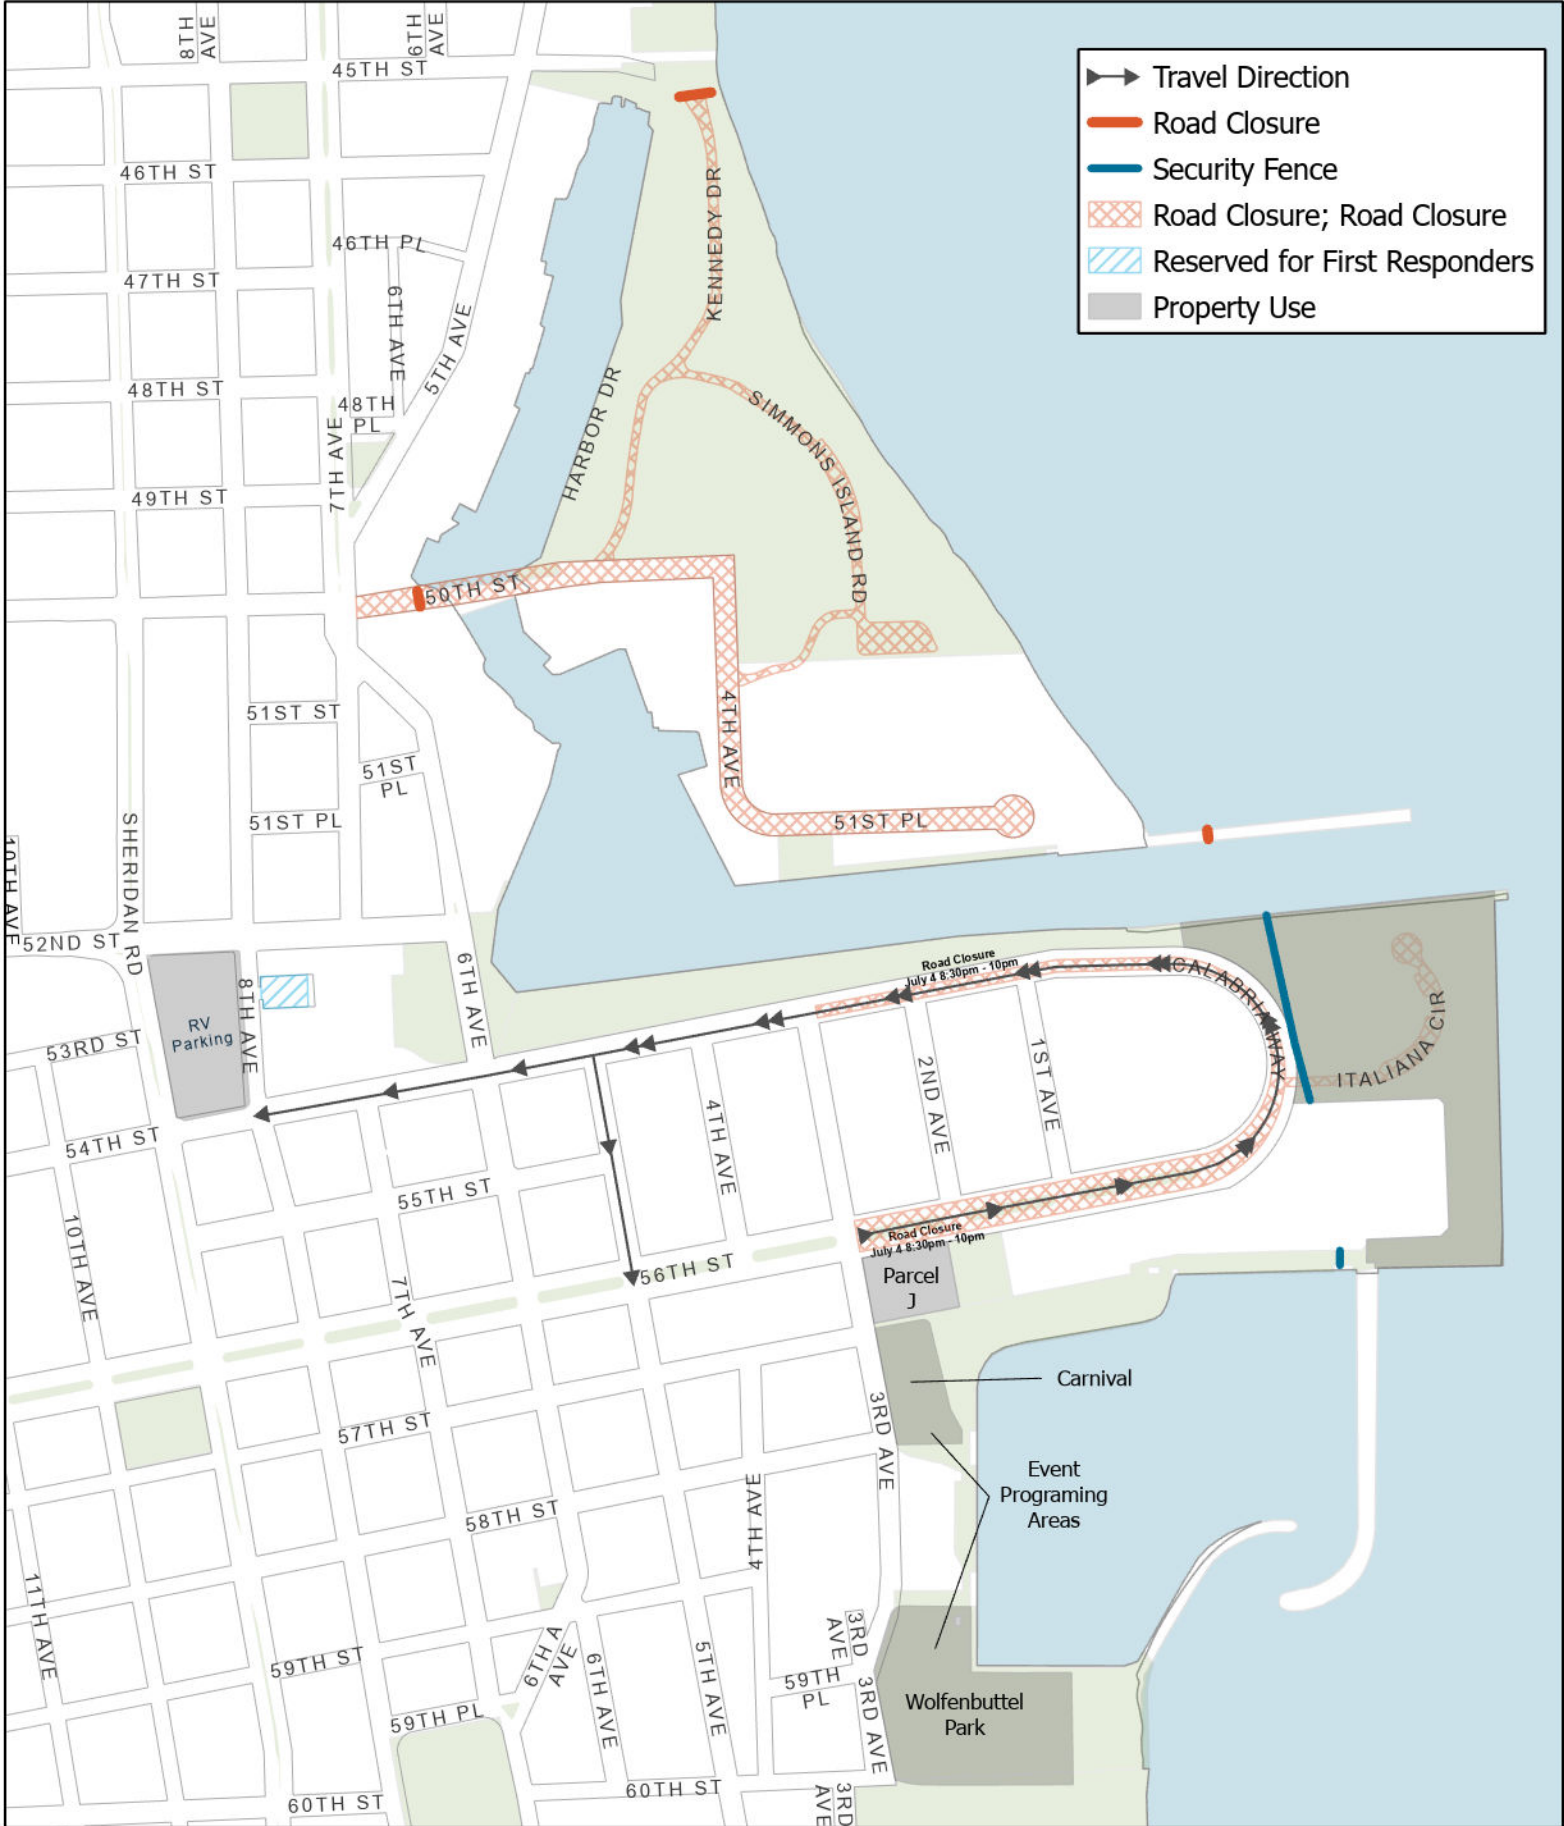 Travel Direction
Road Closure
Security Fence
Road Closure; Road Closure
Reserved for First Responders
Property Use
8TH
AVE
6TH
AVE
45TH ST
46TH ST
46TH PL
47TH ST
6TH AVE
5TH AVE
48TH ST
48TH
PL
7TH AVE
49TH ST
KENNEDY DR
HARBOR DR
SIMMONS ISLAND RD
50TH ST
4TH AVE
51ST ST
51ST
PL
51ST PL
51ST PL
SHERIDAN RD
10TH AVE
52ND ST
6TH AVE
8TH AVE
RV
Parking
53RD ST
54TH ST
Road Closure
July 4 8:30pm - 10pm
CALABRIA WAY
ITALIANA CIR
1ST AVE
2ND AVE
4TH AVE
55TH ST
10TH AVE
Road Closure
July 4 8:30pm - 10pm
56TH ST
7TH AVE
Parcel
J
Carnival
3RD AVE
57TH ST
Event
Programing
Areas
58TH ST
4TH AVE
11TH AVE
59TH ST
6TH A
AVE
6TH AVE
5TH AVE
3RD
AVE
59TH
PL
3RD AVE
Wolfenbuttel
Park
59TH PL
60TH ST
60TH ST
3RD
AVE